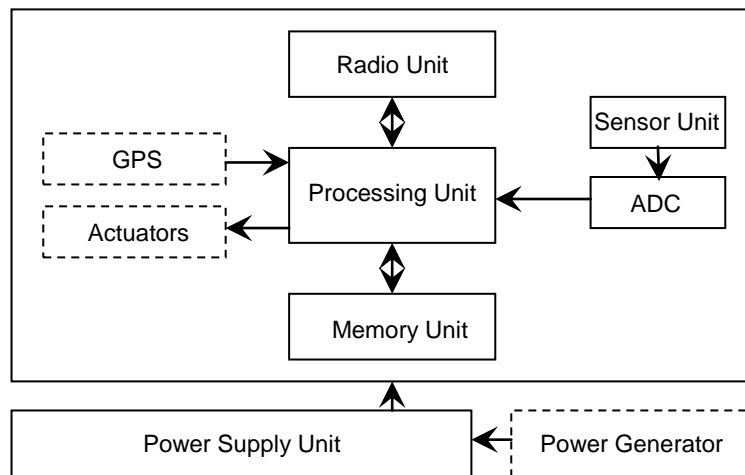 Radio Unit
Sensor Unit
GPS
Processing Unit
ADC
Actuators
Memory Unit
Power Supply Unit
Power Generator